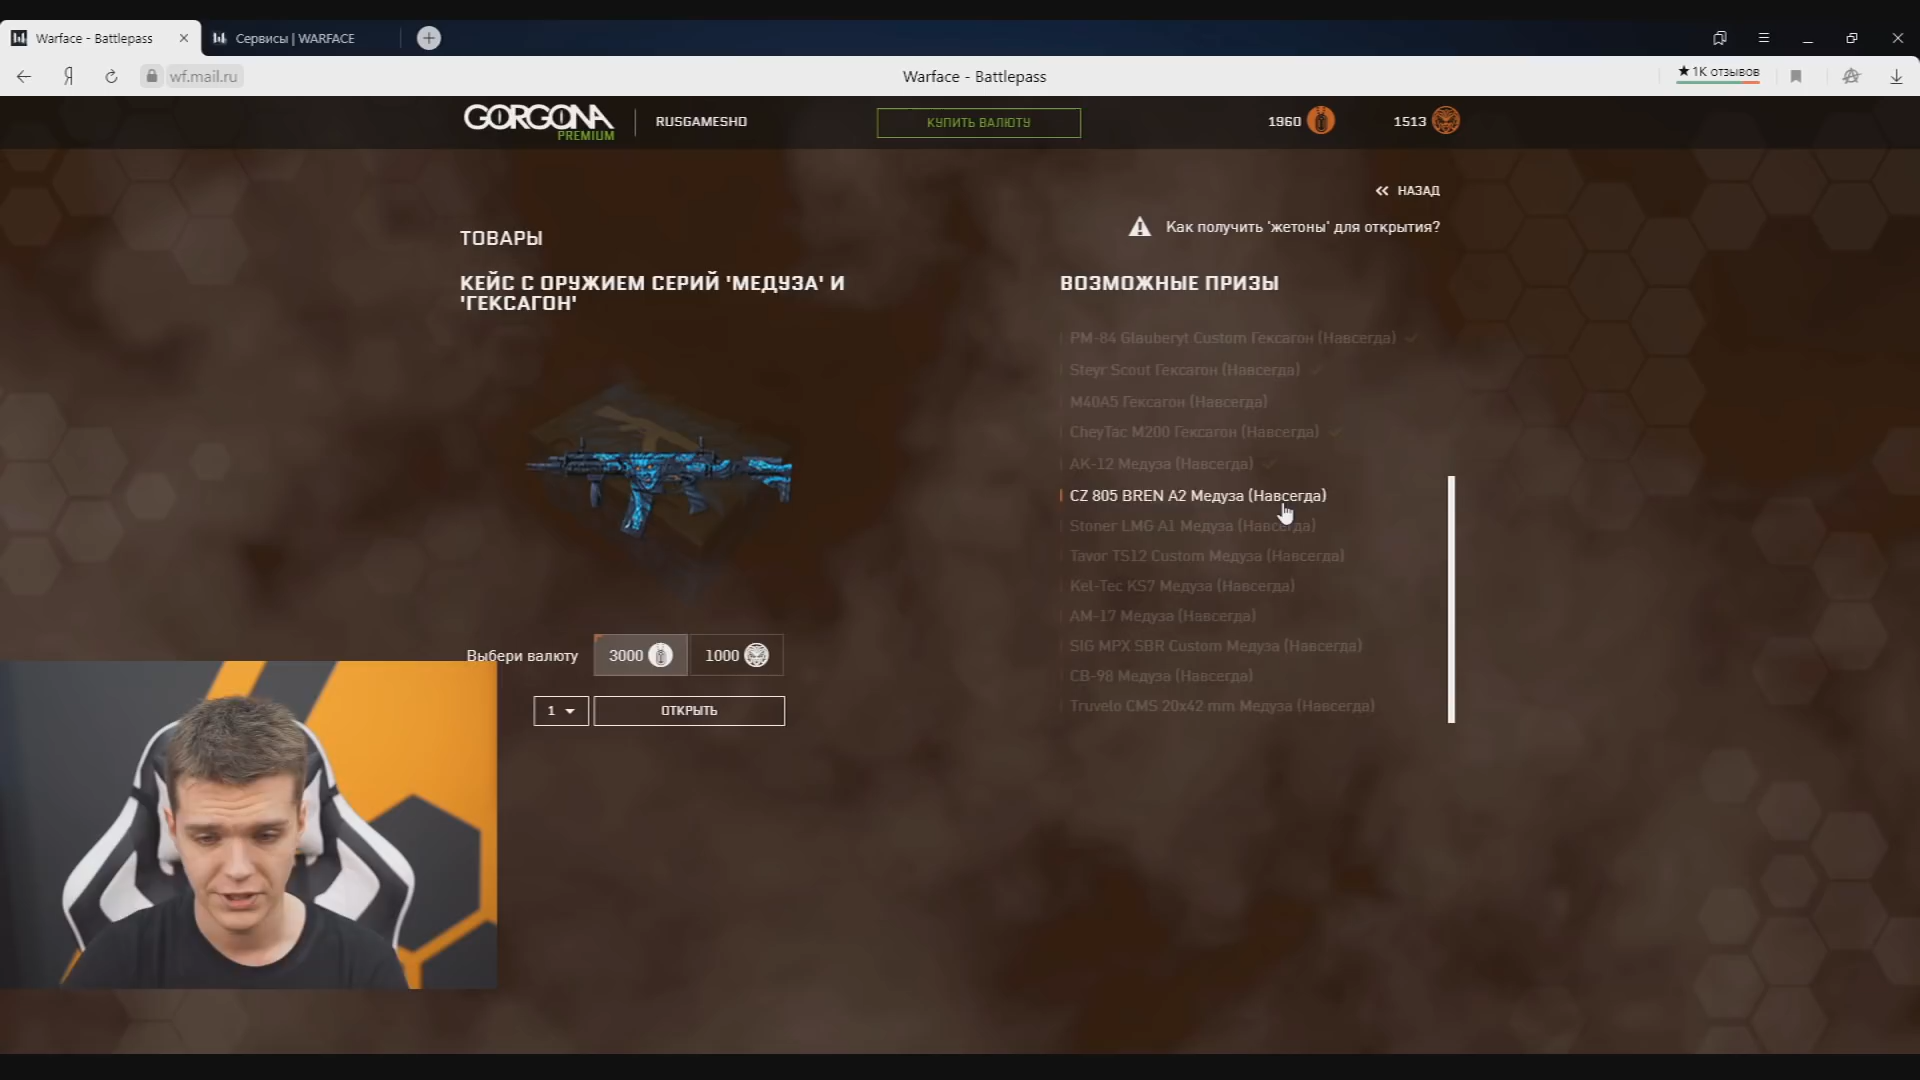 Warface - Battlepass
Сервисы | WARFACE
Я
wf.mail.ru
Warface - Battlepass
★ 1K отзывов
GORGONA
PREMIUM
RUSGAMESHD
КУПИТЬ ВАЛЮТУ
1960
1513
НАЗАД
Как получить 'жетоны' для открытия?
ТОВАРЫ
КЕЙС С ОРУЖИЕМ СЕРИЙ 'МЕДУЗА' И
'ГЕКСАГОН'
ВОЗМОЖНЫЕ ПРИЗЫ
PM-84 Glauberyt Custom Гексагон (Навсегда)
Steyr Scout Гексагон (Навсегда)
M40A5 Гексагон (Навсегда)
CheyTac M200 Гексагон (Навсегда)
АК-12 Медуза (Навсегда)
CZ 805 BREN A2 Медуза (Навсегда)
Stoner LMG A1 Медуза (Навсегда)
Tavor TS12 Custom Медуза (Навсегда)
Kel-Tec KS7 Медуза (Навсегда)
АМ-17 Медуза (Навсегда)
SIG MPX SBR Custom Медуза (Навсегда)
СВ-98 Медуза (Навсегда)
Truvelo CMS 20x42 mm Медуза (Навсегда)
Выбери валюту
3000
1000
1
ОТКРЫТЬ